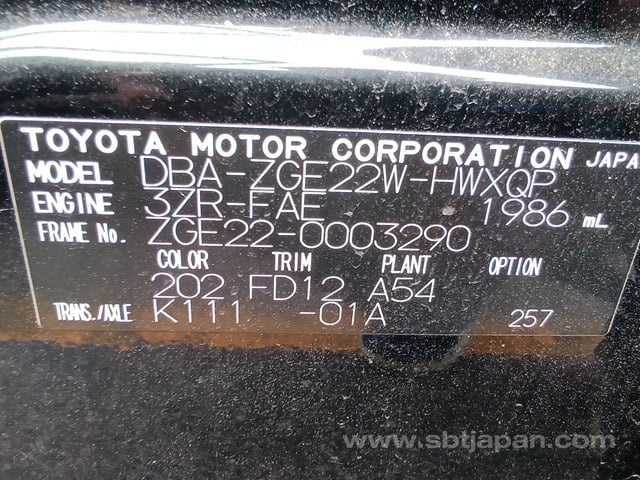 TOYOTA MOTOR CORPORATION JAPA
MODEL DBA-ZGE22W-HWXQP
ENGINE 3ZR-FAE 1986 mL
FRAME No. ZGE22-0003290
COLOR TRIM PLANT OPTION
202 FD12 A54
TRANS./AXLE K111 -01A 257
www.sbtjapan.com